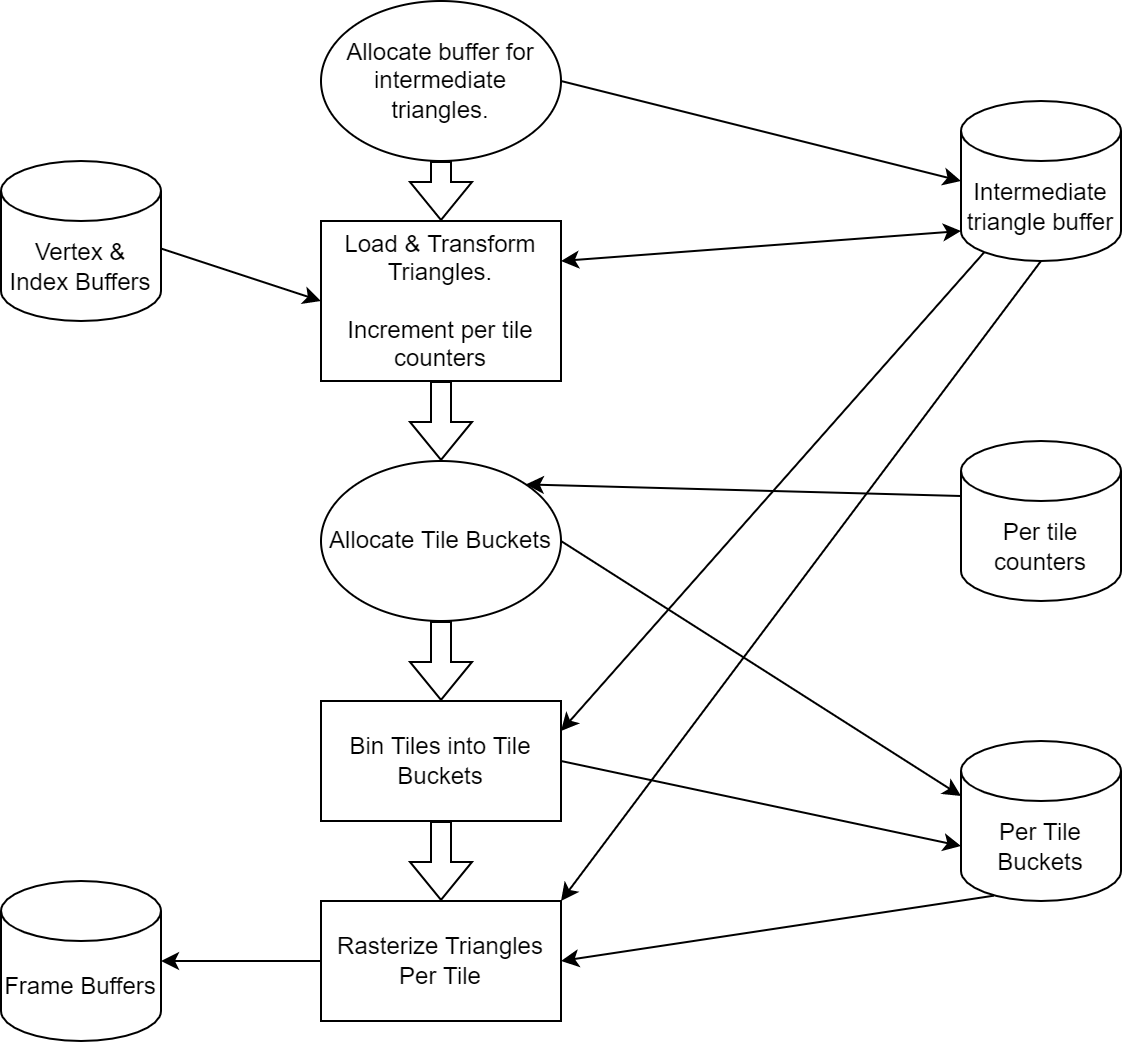 Allocate buffer for
intermediate
triangles.
Intermediate
triangle buffer
Vertex &
Index Buffers
Load & Transform
Triangles.
Increment per tile
counters
Allocate Tile Buckets
Per tile
counters
Bin Tiles into Tile
Buckets
Per Tile
Buckets
Rasterize Triangles
Per Tile
Frame Buffers